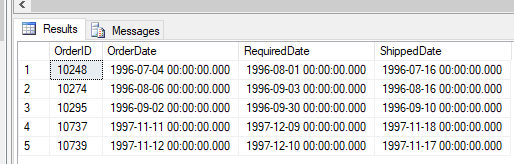 Results Messages
OrderID OrderDate RequiredDate ShippedDate
1 10248 1996-07-04 00:00:00.000 1996-08-01 00:00:00.000 1996-07-16 00:00:00.000
2 10274 1996-08-06 00:00:00.000 1996-09-03 00:00:00.000 1996-08-16 00:00:00.000
3 10295 1996-09-02 00:00:00.000 1996-09-30 00:00:00.000 1996-09-10 00:00:00.000
4 10737 1997-11-11 00:00:00.000 1997-12-09 00:00:00.000 1997-11-18 00:00:00.000
5 10739 1997-11-12 00:00:00.000 1997-12-10 00:00:00.000 1997-11-17 00:00:00.000